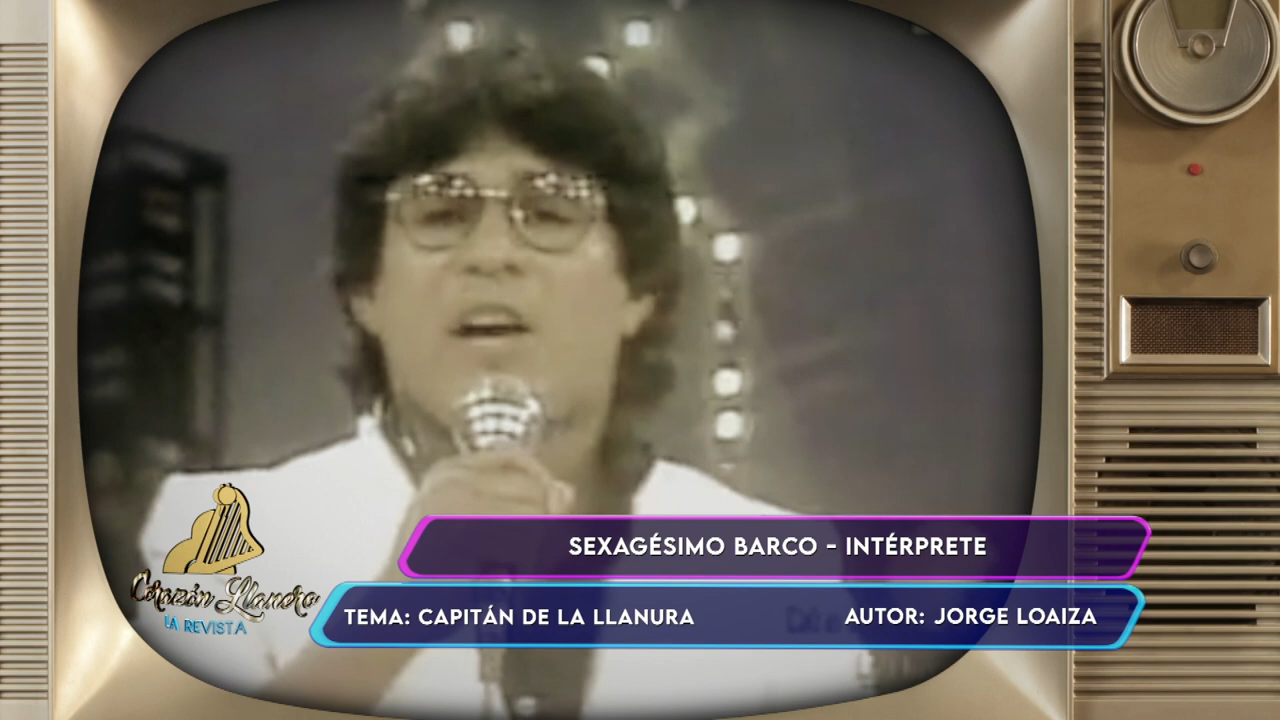 SEXAGÉSIMO BARCO - INTÉRPRETE
TEMA: CAPITÁN DE LA LLANURA
AUTOR: JORGE LOAIZA
Corazón Llanero
LA REVISTA